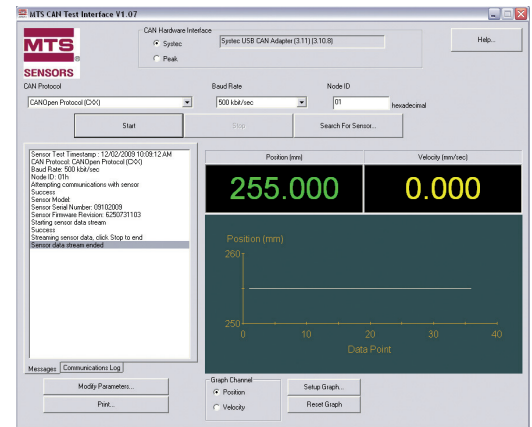 MTS CAN Test Interface V1.07
MTS
®
SENSORS
CAN Hardware Interface
Systec
Systec USB CAN Adapter (3.11) (3.10.8)
Peak
Help...
CAN Protocol
Baud Rate
Node ID
CANOpen Protocol (CXX)
500 kbit/sec
01
hexadecimal
Start
Stop
Search For Sensor...
Sensor Test Timestamp : 12/02/2009 10:09:12 AM
CAN Protocol: CANOpen Protocol (CXX)
Baud Rate: 500 kbit/sec
Node ID: 01h
Attempting communications with sensor
Success
Sensor Model:
Sensor Serial Number: 09102009
Sensor Firmware Revision: 6250731103
Starting sensor data stream
Success
Streaming sensor data, click Stop to end
Sensor data stream ended
Messages
Communications Log
Position (mm)
Velocity (mm/sec)
255.000
0.000
Position (mm)
260
250
0
10
20
30
40
Data Point
Modify Parameters...
Print...
Graph Channel
Position
Velocity
Setup Graph...
Reset Graph